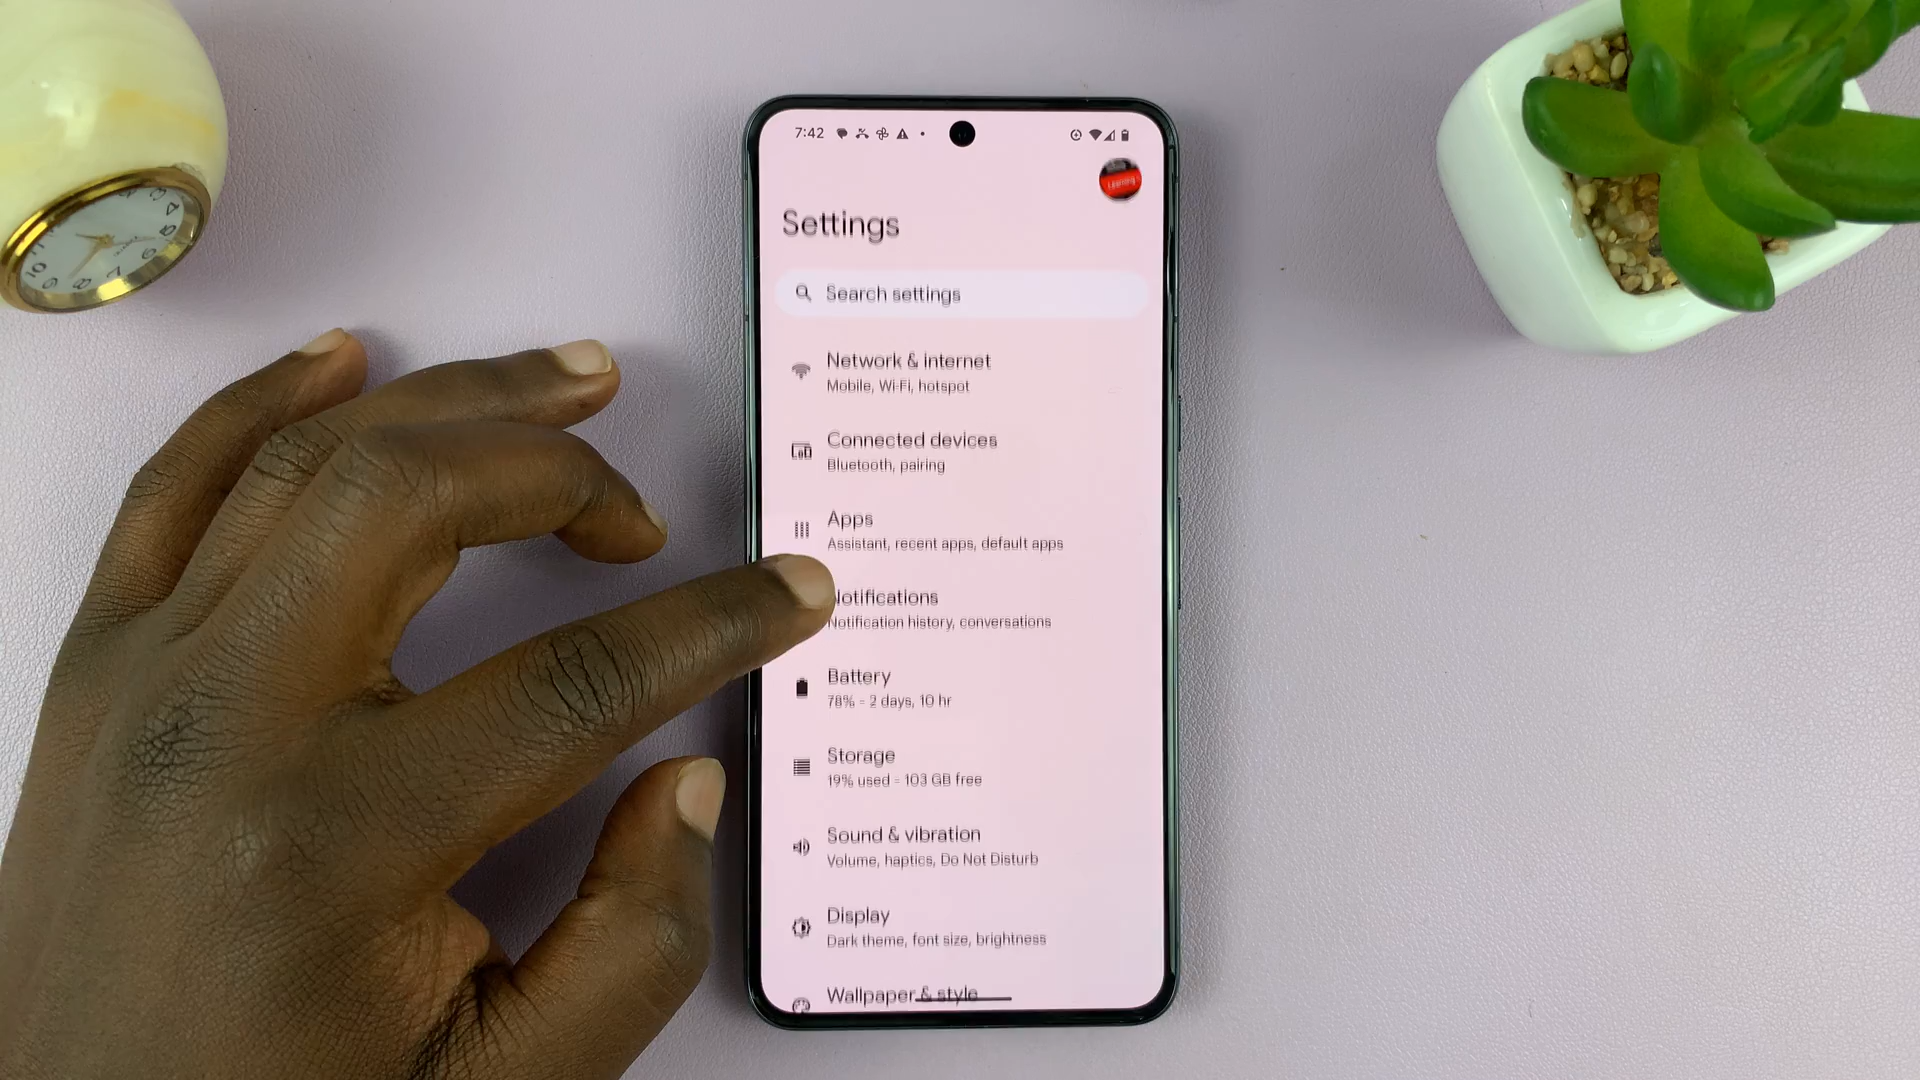 7:42
Settings
Search settings
Network & internet
Mobile, Wi-Fi, hotspot
Connected devices
Bluetooth, pairing
Apps
Assistant, recent apps, default apps
Notifications
Notification history, conversations
Battery
78% - 2 days, 10 hr
Storage
19% used - 103 GB free
Sound & vibration
Volume, haptics, Do Not Disturb
Display
Dark theme, font size, brightness
Wallpaper & style